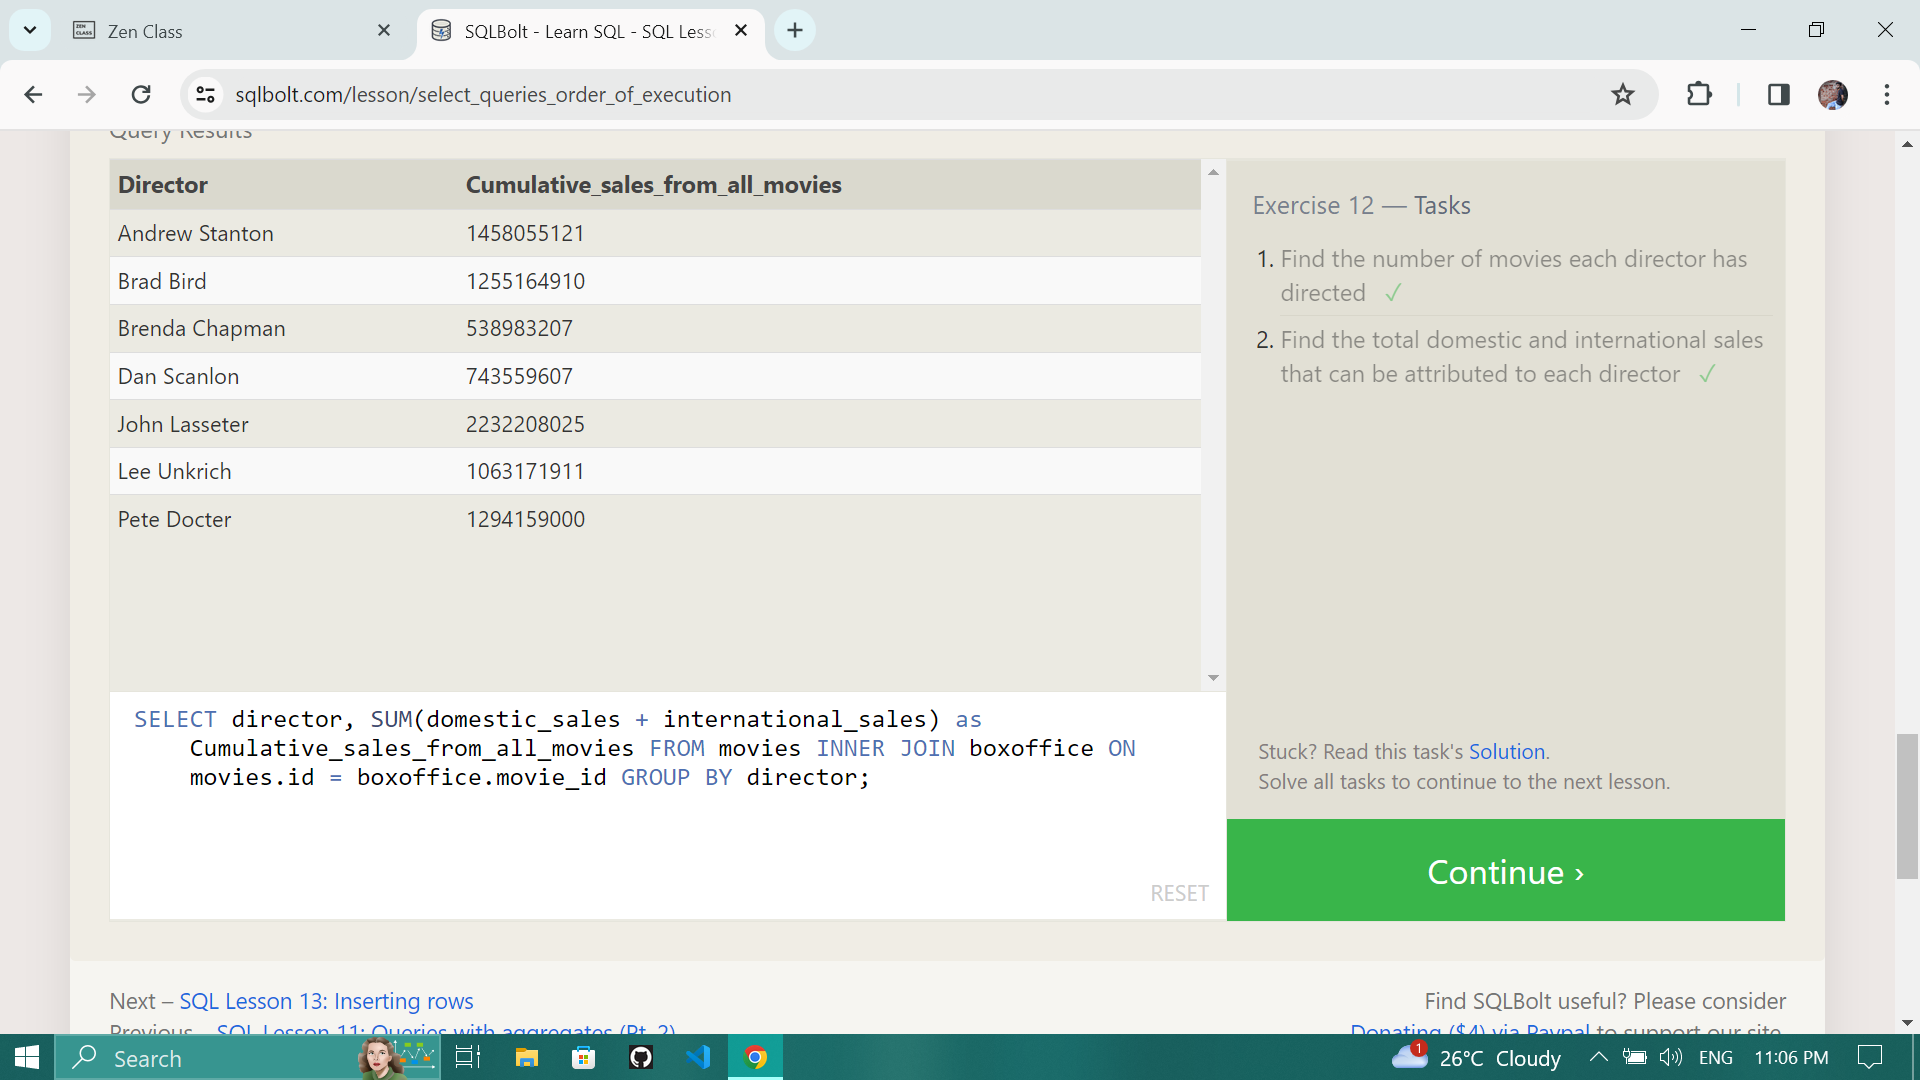 ZEN CLASS
Zen Class
SQLBolt - Learn SQL - SQL Less
sqlbolt.com/lesson/select_queries_order_of_execution
Query Results
Director Cumulative_sales_from_all_movies
Andrew Stanton 1458055121
Brad Bird 1255164910
Brenda Chapman 538983207
Dan Scanlon 743559607
John Lasseter 2232208025
Lee Unkrich 1063171911
Pete Docter 1294159000
SELECT director, SUM(domestic_sales + international_sales) as
Cumulative_sales_from_all_movies FROM movies INNER JOIN boxoffice ON
movies.id = boxoffice.movie_id GROUP BY director;
RESET
Exercise 12 — Tasks
1. Find the number of movies each director has
directed ✓
2. Find the total domestic and international sales
that can be attributed to each director ✓
Stuck? Read this task's Solution.
Solve all tasks to continue to the next lesson.
Continue ›
Next – SQL Lesson 13: Inserting rows
Previous – SQL Lesson 11: Queries with aggregates (Pt. 2)
Find SQLBolt useful? Please consider
Donating ($4) via Paypal to support our site.
Search
1
26°C Cloudy
ENG
11:06 PM